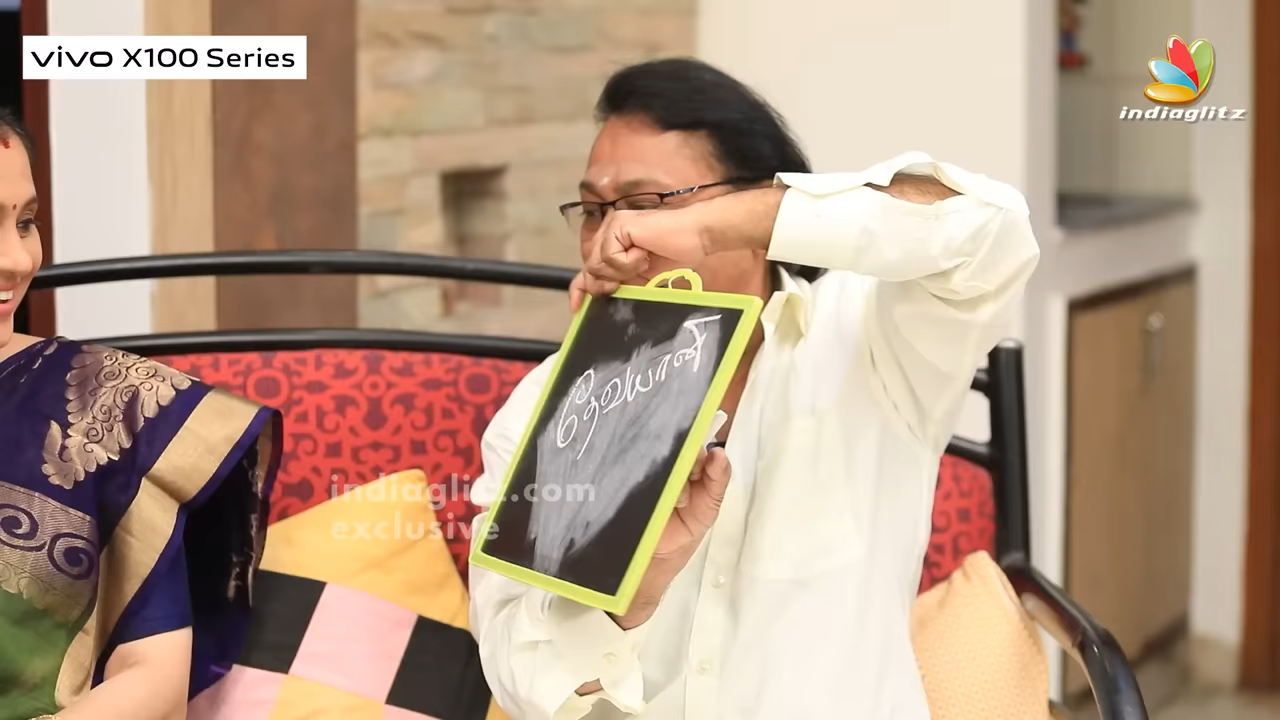 vivo X100 Series
indiaglitz
தேவயானி
indiaglitz.com
exclusive